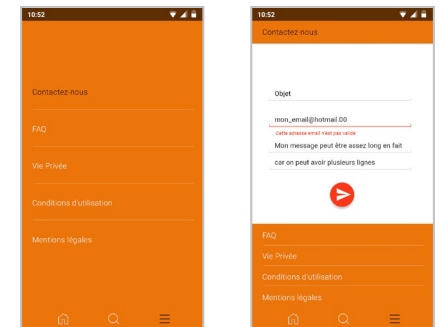 10:52
Contactez-nous
FAQ
Vie Privée
Conditions d'utilisation
Mentions légales
10:52
Contactez-nous
Objet
mon_email@hotmail.00
Cette adresse email n'est pas valide
Mon message peut être assez long en fait
car on peut avoir plusieurs lignes
FAQ
Vie Privée
Conditions d'utilisation
Mentions légales